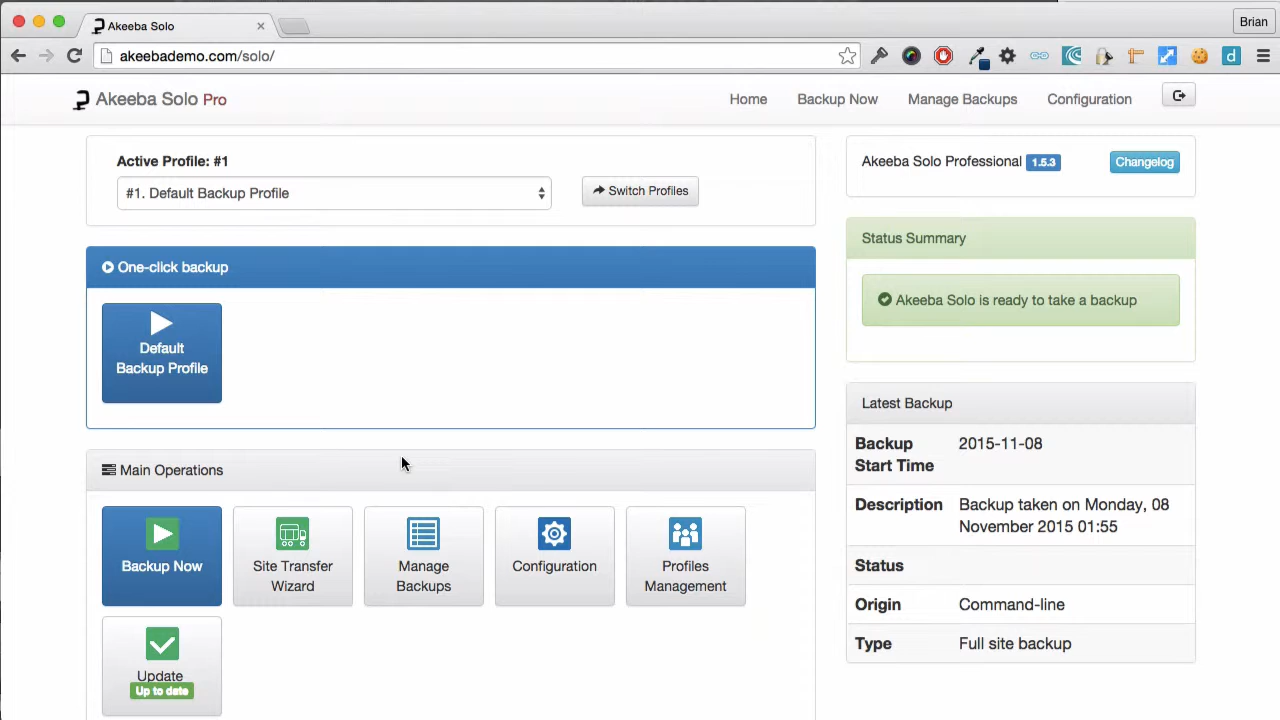 Akeeba Solo
Brian
akeebademo.com/solo/
Akeeba Solo Pro
Home
Backup Now
Manage Backups
Configuration
Active Profile: #1
#1. Default Backup Profile
Switch Profiles
Akeeba Solo Professional 1.5.3
Changelog
One-click backup
Default
Backup Profile
Status Summary
Akeeba Solo is ready to take a backup
Main Operations
Backup Now
Site Transfer
Wizard
Manage
Backups
Configuration
Profiles
Management
Update
Up to date
Latest Backup
Backup
Start Time
2015-11-08
Description
Backup taken on Monday, 08
November 2015 01:55
Status
Origin
Command-line
Type
Full site backup